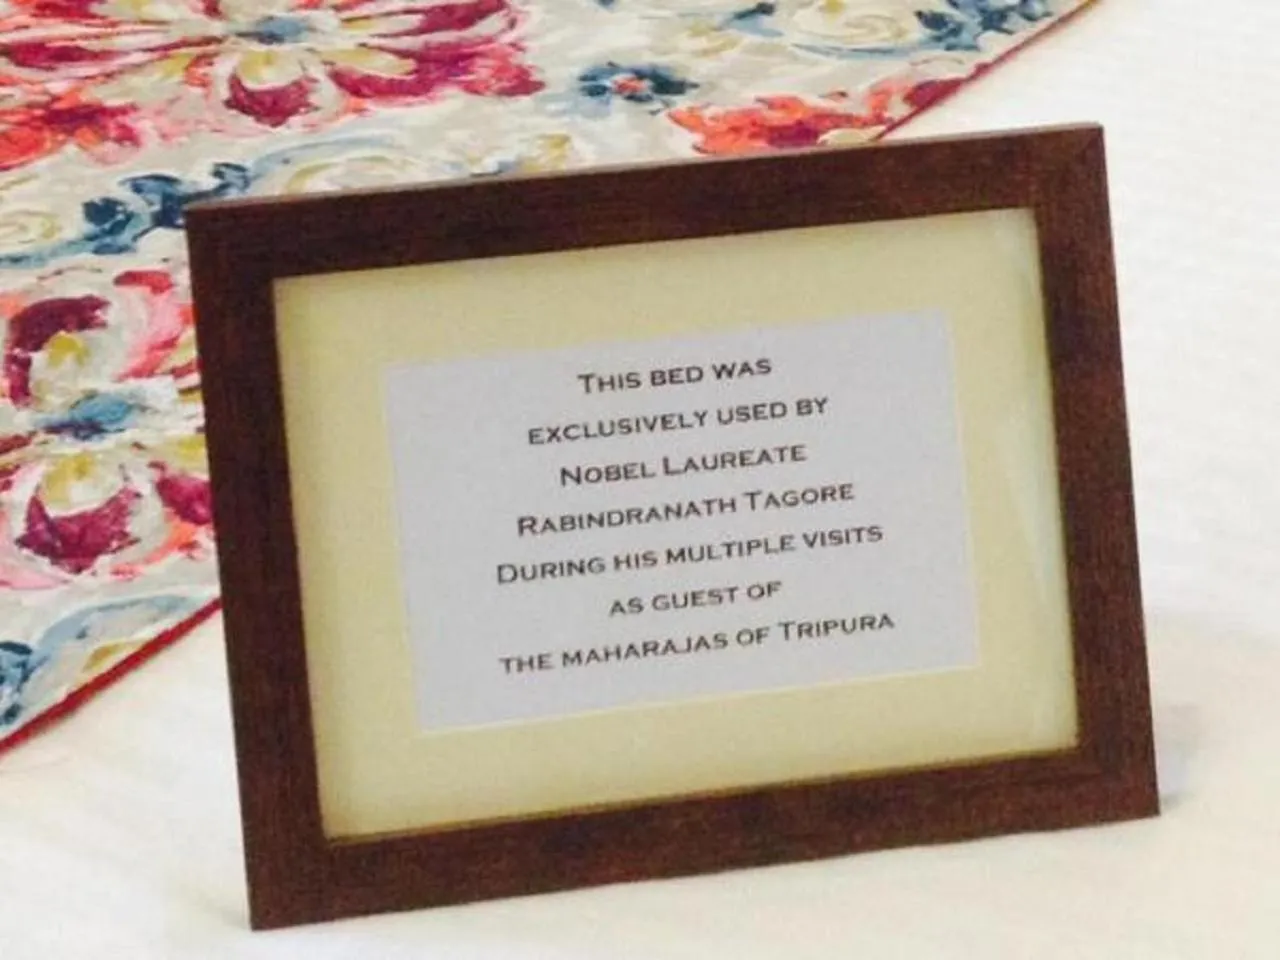 This bed was
exclusively used by
Nobel Laureate
Rabindranath Tagore
During his multiple visits
as guest of
the maharajas of Tripura